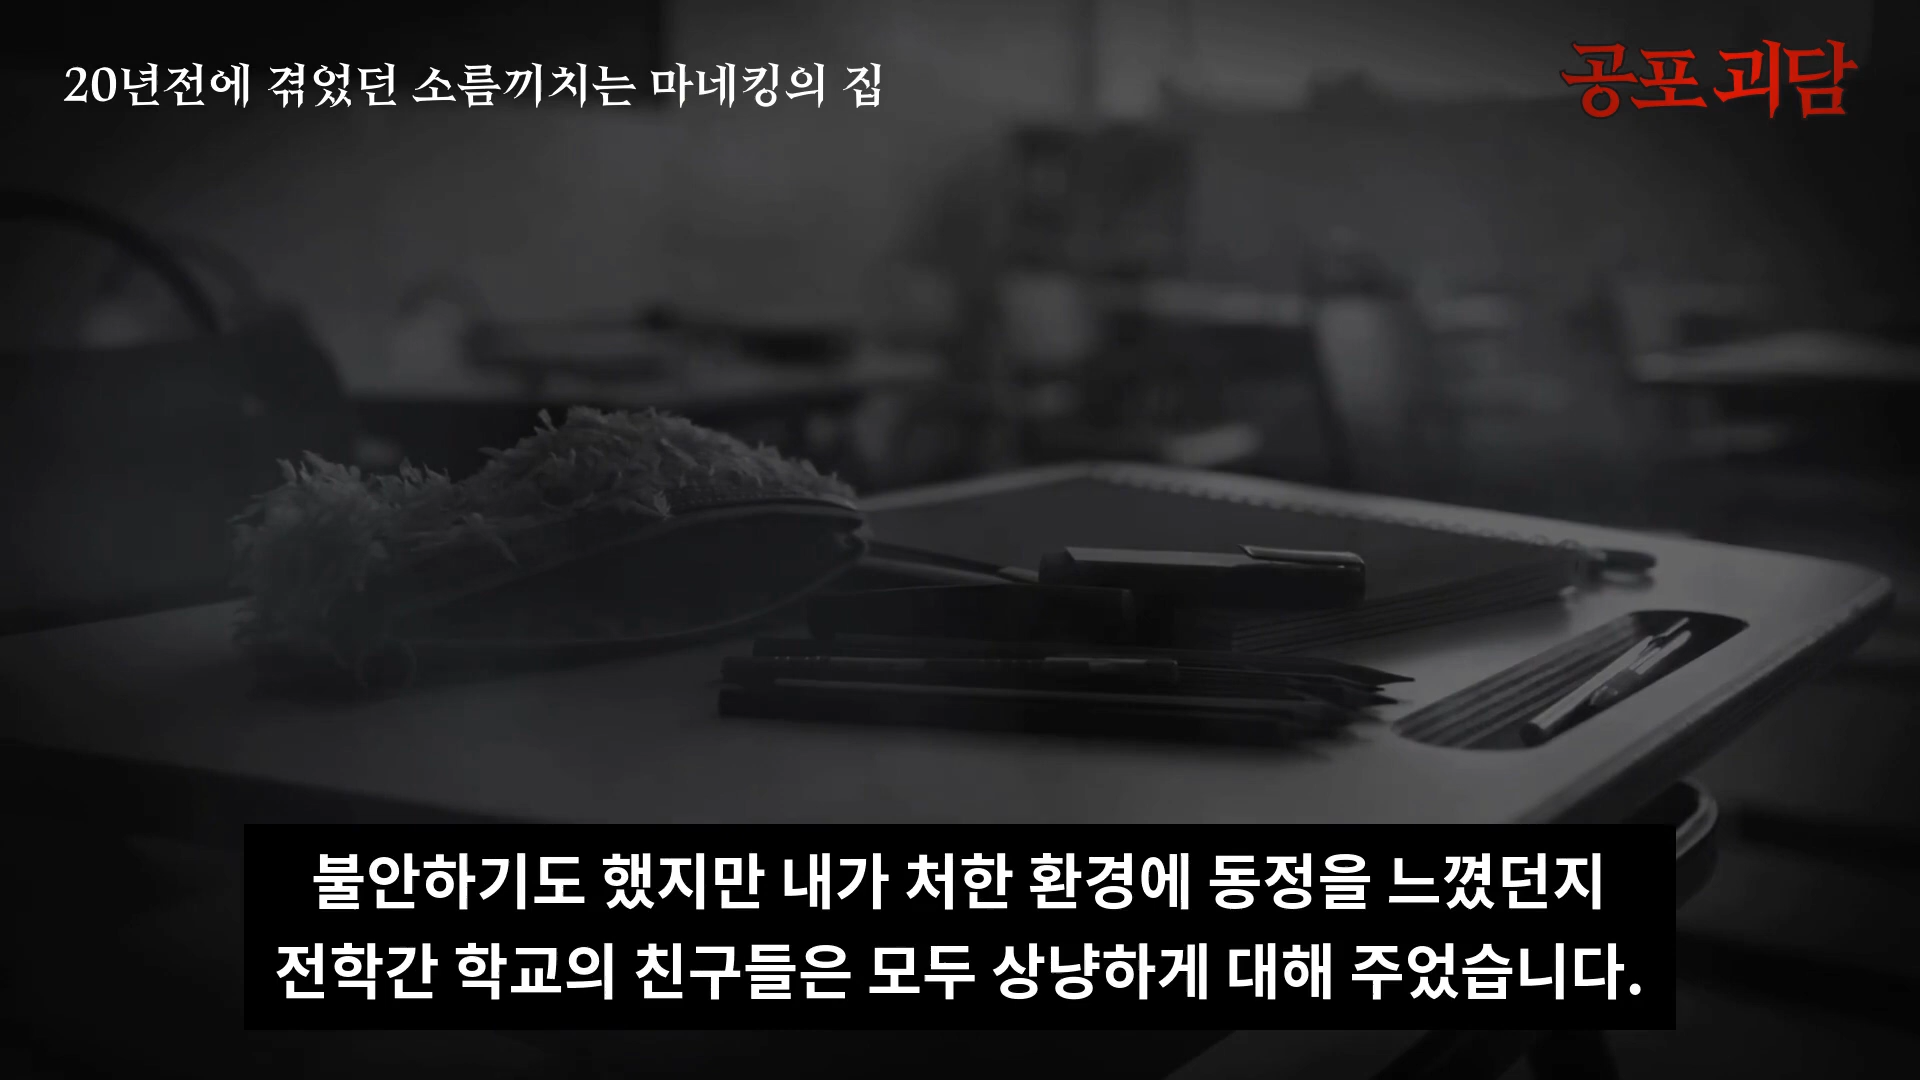 20년전에 겪었던 소름끼치는 마네킹의 집
공포 괴담
불안하기도 했지만 내가 처한 환경에 동정을 느꼈던지
전학간 학교의 친구들은 모두 상냥하게 대해 주었습니다.